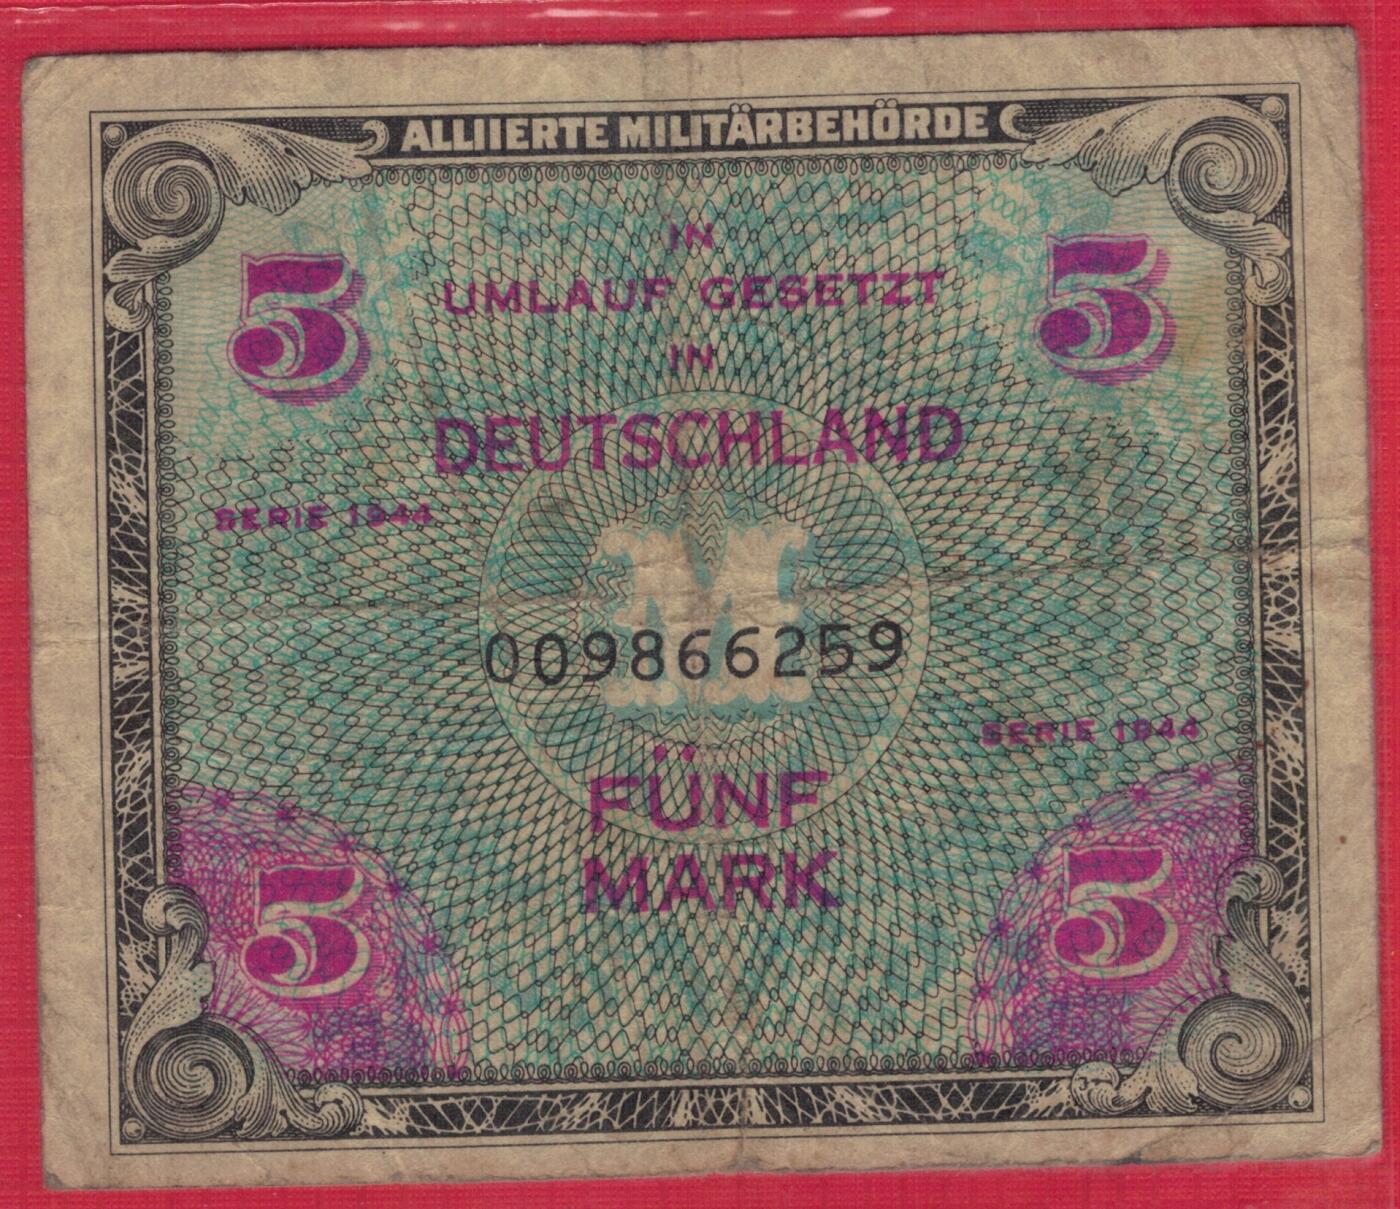 ALLIIERTE MILITÄRBEHÖRDE
IN
5 UMLAUF GESETZT 5
IN
DEUTSCHLAND
SERIE 1944
M
009866259
SERIE 1944
FÜNF
5 MARK 5